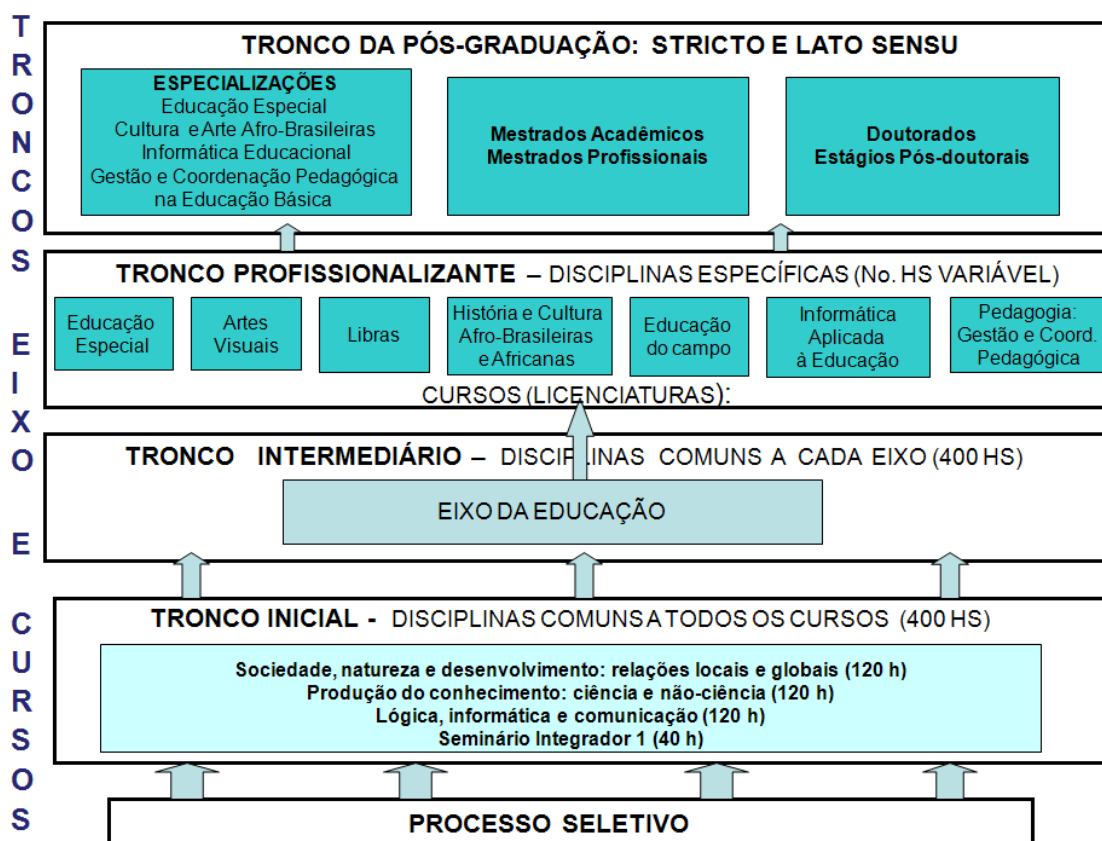 TRONCOS EIXO E CURSOS
TRONCO DA PÓS-GRADUAÇÃO: STRICTO E LATO SENSU
ESPECIALIZAÇÕES
Educação Especial
Cultura e Arte Afro-Brasileiras
Informática Educacional
Gestão e Coordenação Pedagógica
na Educação Básica
Mestrados Acadêmicos
Mestrados Profissionais
Doutorados
Estágios Pós-doutorais
TRONCO PROFISSIONALIZANTE – DISCIPLINAS ESPECÍFICAS (No. HS VARIÁVEL)
Educação
Especial
Artes
Visuais
Libras
História e Cultura
Afro-Brasileiras
e Africanas
Educação
do campo
Informática
Aplicada
à Educação
Pedagogia:
Gestão e Coord.
Pedagógica
CURSOS (LICENCIATURAS):
TRONCO INTERMEDIÁRIO – DISCIPLINAS COMUNS A CADA EIXO (400 HS)
EIXO DA EDUCAÇÃO
TRONCO INICIAL - DISCIPLINAS COMUNS A TODOS OS CURSOS (400 HS)
Sociedade, natureza e desenvolvimento: relações locais e globais (120 h)
Produção do conhecimento: ciência e não-ciência (120 h)
Lógica, informática e comunicação (120 h)
Seminário Integrador 1 (40 h)
PROCESSO SELETIVO